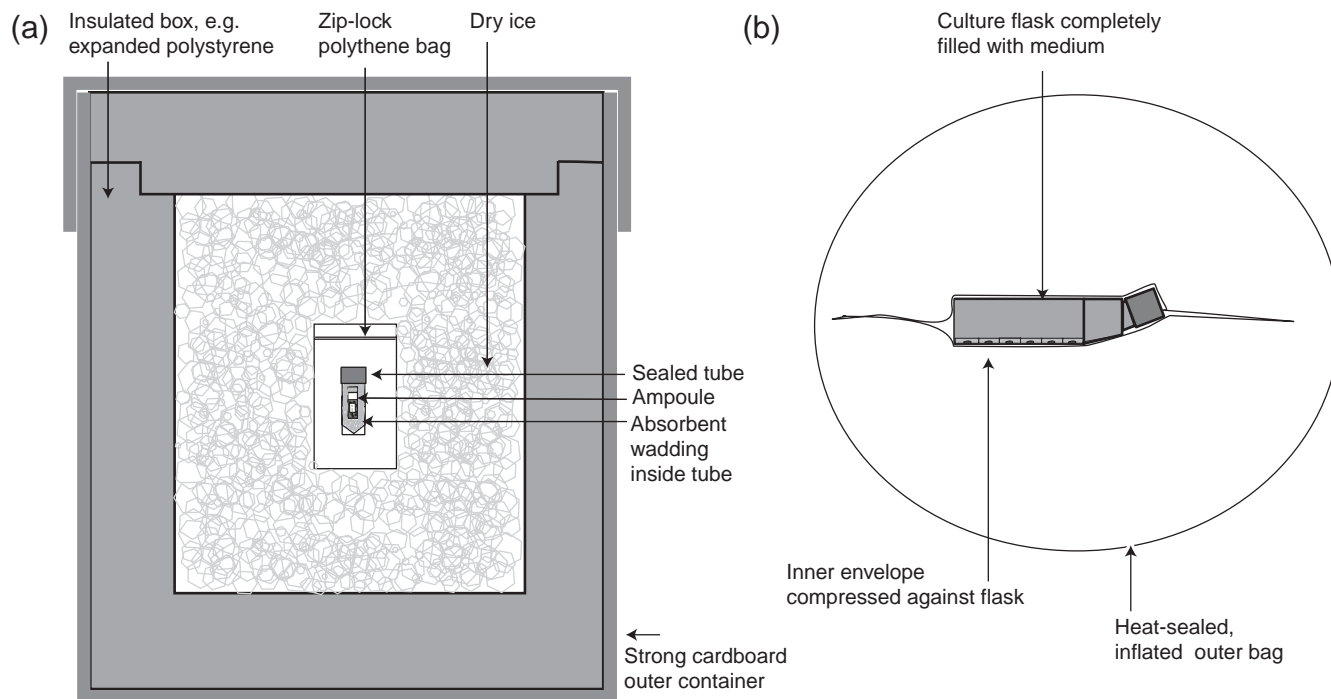 (a)
Insulated box, e.g.
expanded polystyrene
Zip-lock
polythene bag
Dry ice
Sealed tube
Ampoule
Absorbent
wadding
inside tube
Strong cardboard
outer container
(b)
Culture flask completely
filled with medium
Inner envelope
compressed against flask
Heat-sealed,
inflated outer bag